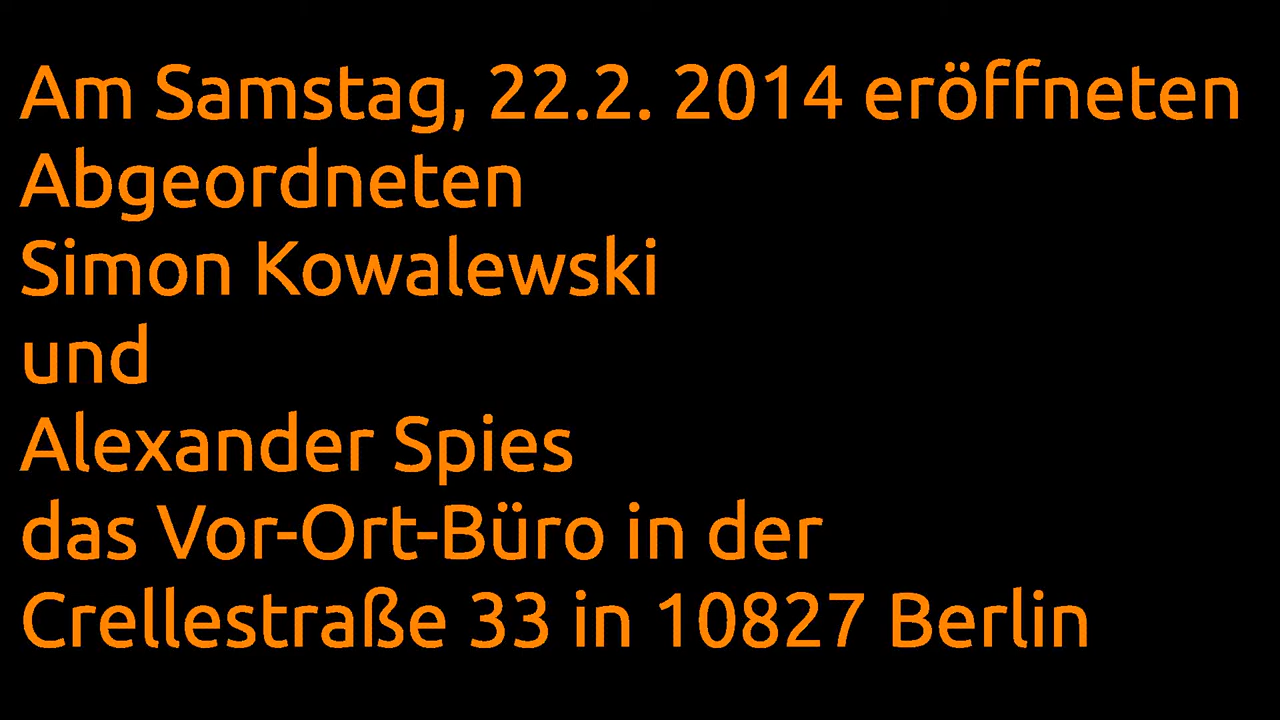 Am Samstag, 22.2. 2014 eröffneten
Abgeordneten
Simon Kowalewski
und
Alexander Spies
das Vor-Ort-Büro in der
Crellestraße 33 in 10827 Berlin